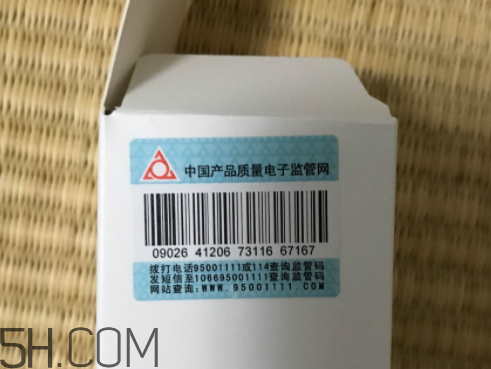 中国产品质量电子监管网
09026 41206 73116 67167
拨打电话95001111或114查询监管码
发短信至106695001111查询监管码
网站查询:WWW.95001111.COM
5H.COM